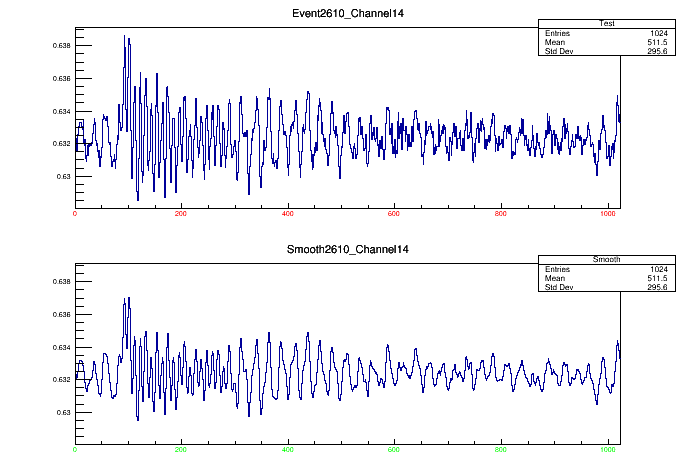 Event2610_Channel14
Test
Entries 1024
Mean 511.5
Std Dev 295.6
0.638
0.636
0.634
0.632
0.63
0 200 400 600 800 1000
Smooth2610_Channel14
Smooth
Entries 1024
Mean 511.5
Std Dev 295.6
0.638
0.636
0.634
0.632
0.63
0 200 400 600 800 1000